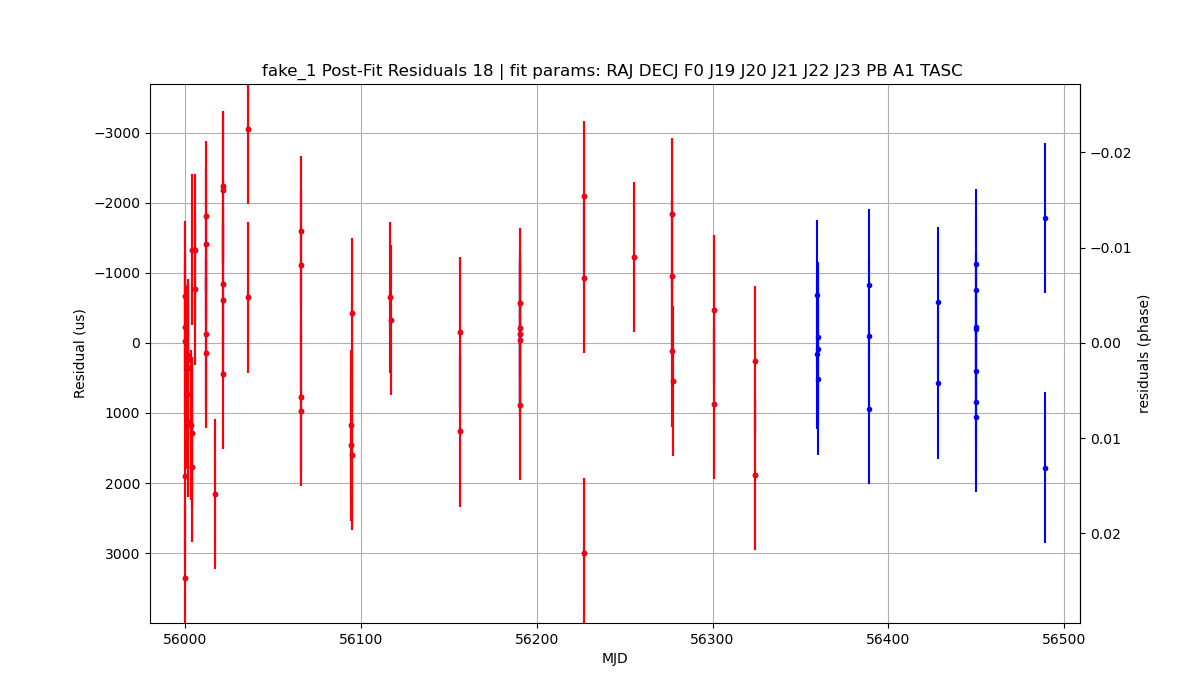 fake_1 Post-Fit Residuals 18 | fit params: RAJ DECJ F0 J19 J20 J21 J22 J23 PB A1 TASC
Residual (us)
−3000
−2000
−1000
0
1000
2000
3000
−0.02
−0.01
0.00
0.01
0.02
residuals (phase)
56000 56100 56200 56300 56400 56500
MJD